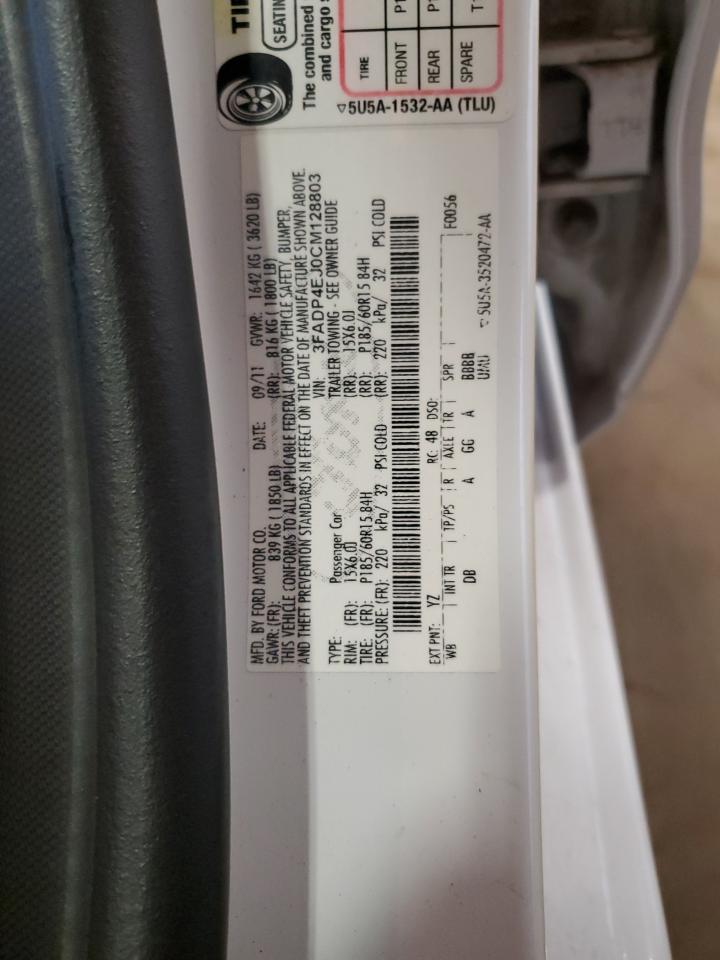 TIR
SEATIN
The combined
and cargo s
TIRE
FRONT P1
REAR P1
SPARE T1
5U5A-1532-AA (TLU)
MFD. BY FORD MOTOR CO. DATE: 09/11 GVWR: 1642 KG ( 3620 LB)
GAWR: (FR): 839 KG ( 1850 LB) (RR): 816 KG ( 1800 LB)
THIS VEHICLE CONFORMS TO ALL APPLICABLE FEDERAL MOTOR VEHICLE SAFETY, BUMPER,
AND THEFT PREVENTION STANDARDS IN EFFECT ON THE DATE OF MANUFACTURE SHOWN ABOVE.
VIN: 3FADP4EJ0CM128803
TYPE: Passenger Car TRAILER TOWING - SEE OWNER GUIDE
RIM: (FR): 15X6.0J (RR): 15X6.0J
TIRE: (FR): P185/60R15 84H (RR): P185/60R15 84H
PRESSURE: (FR): 220 kPa/ 32 PSI COLD (RR): 220 kPa/ 32 PSI COLD
EXT PNT: YZ RC: 48 DSO: F0056
WB INT TR TP/PS R AXLE TR SPR
DB A GG A BBBB
UMU
5U5A-3520472-AA